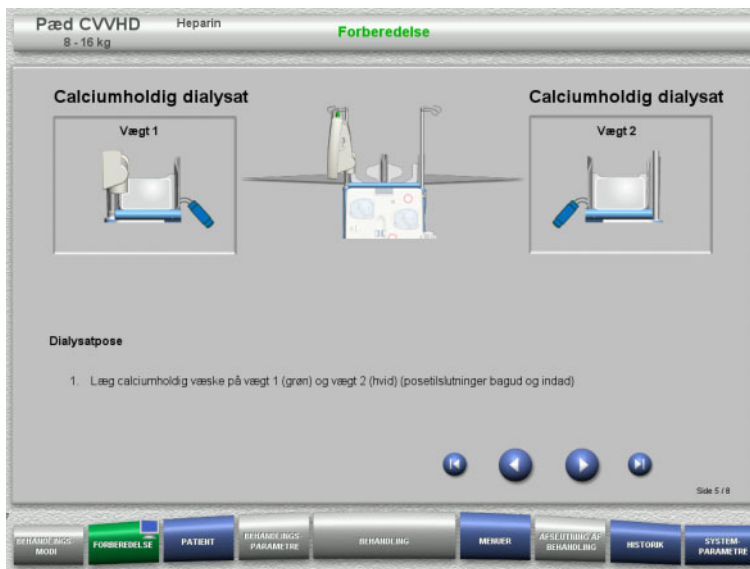 Pæd CVVHD
Heparin
8 - 16 kg
Forberedelse
Calciumholdig dialysat
Calciumholdig dialysat
Vægt 1
Vægt 2
Dialysatpose
1. Læg calciumholdig væske på vægt 1 (grøn) og vægt 2 (hvid) (posetilslutninger bagud og indad)
Side 5 / 8
BEHANDLINGS-
MODI
FORBEREDELSE
PATIENT
BEHANDLINGS-
PARAMETRE
BEHANDLING
MENUER
AFSLUTNING AF
BEHANDLING
HISTORIK
SYSTEM-
PARAMETRE